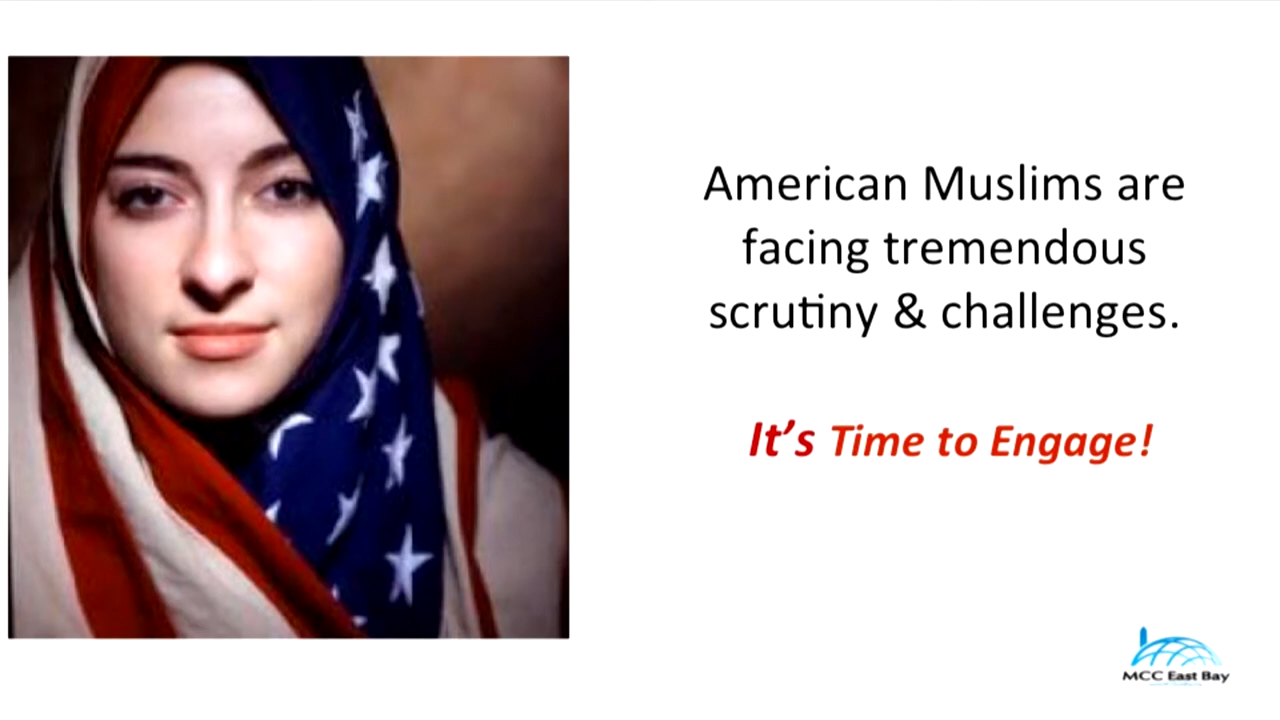 American Muslims are
facing tremendous
scrutiny & challenges.
It's Time to Engage!
MCC East Bay